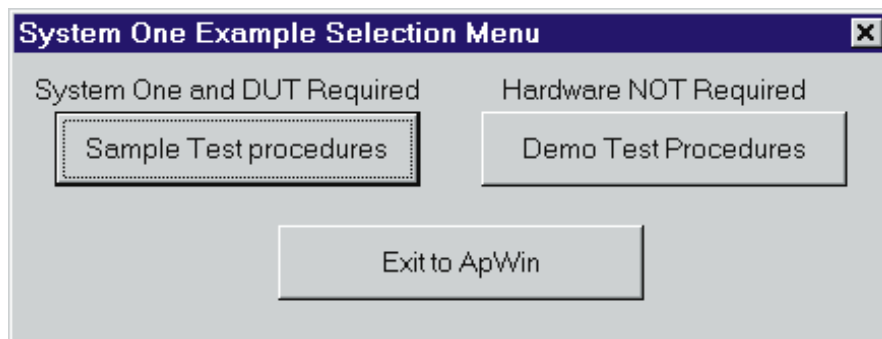 System One Example Selection Menu
System One and DUT Required
Hardware NOT Required
Sample Test procedures
Demo Test Procedures
Exit to ApWin